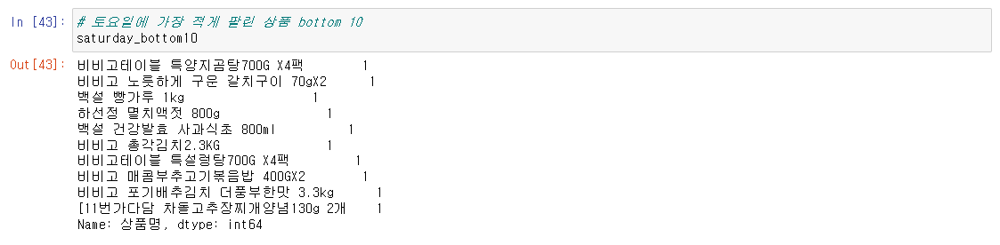 In [43]: # 토요일에 가장 적게 팔린 상품 bottom 10
saturday_bottom10
Out[43]: 비비고테이블 특양지곰탕700G X4팩 1
비비고 노릇하게 구운 갈치구이 70gX2 1
백설 빵가루 1kg 1
하선정 멸치액젓 800g 1
백설 건강발효 사과식초 800ml 1
비비고 총각김치2.3KG 1
비비고테이블 특설렁탕700G X4팩 1
비비고 매콤부추고기볶음밥 400GX2 1
비비고 포기배추김치 더풍부한맛 3.3kg 1
[11번가다담 차돌고추장찌개양념130g 2개 1
Name: 상품명, dtype: int64